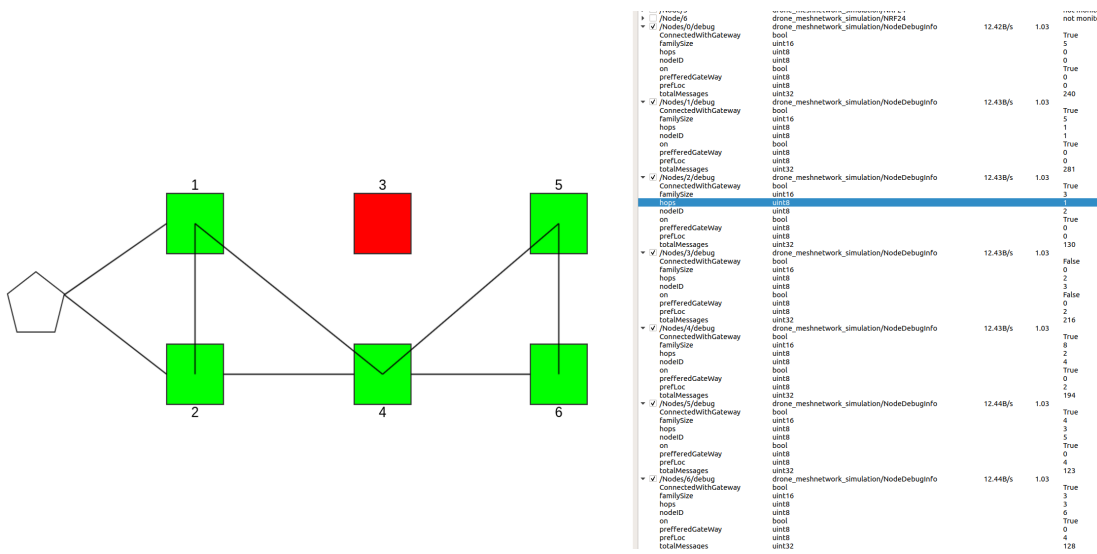 1
3
5
2
4
6
/Node/6 drone_meshnetwork_simulation/NRF24 not monit
/Nodes/0/debug drone_meshnetwork_simulation/NodeDebugInfo 12.42B/s 1.03
ConnectedWithGateway bool True
familySize uint16 5
hops uint8 0
nodeID uint8 0
on bool True
prefferedGateWay uint8 0
prefLoc uint8 0
totalMessages uint32 240
/Nodes/1/debug drone_meshnetwork_simulation/NodeDebugInfo 12.43B/s 1.03
ConnectedWithGateway bool True
familySize uint16 5
hops uint8 1
nodeID uint8 1
on bool True
prefferedGateWay uint8 0
prefLoc uint8 0
totalMessages uint32 281
/Nodes/2/debug drone_meshnetwork_simulation/NodeDebugInfo 12.43B/s 1.03
ConnectedWithGateway bool True
familySize uint16 3
hops uint8 1
nodeID uint8 2
on bool True
prefferedGateWay uint8 0
prefLoc uint8 0
totalMessages uint32 130
/Nodes/3/debug drone_meshnetwork_simulation/NodeDebugInfo 12.43B/s 1.03
ConnectedWithGateway bool False
familySize uint16 0
hops uint8 2
nodeID uint8 3
on bool False
prefferedGateWay uint8 0
prefLoc uint8 2
totalMessages uint32 216
/Nodes/4/debug drone_meshnetwork_simulation/NodeDebugInfo 12.43B/s 1.03
ConnectedWithGateway bool True
familySize uint16 8
hops uint8 2
nodeID uint8 4
on bool True
prefferedGateWay uint8 0
prefLoc uint8 2
totalMessages uint32 194
/Nodes/5/debug drone_meshnetwork_simulation/NodeDebugInfo 12.44B/s 1.03
ConnectedWithGateway bool True
familySize uint16 4
hops uint8 3
nodeID uint8 5
on bool True
prefferedGateWay uint8 0
prefLoc uint8 4
totalMessages uint32 123
/Nodes/6/debug drone_meshnetwork_simulation/NodeDebugInfo 12.44B/s 1.03
ConnectedWithGateway bool True
familySize uint16 3
hops uint8 3
nodeID uint8 6
on bool True
prefferedGateWay uint8 0
prefLoc uint8 4
totalMessages uint32 128